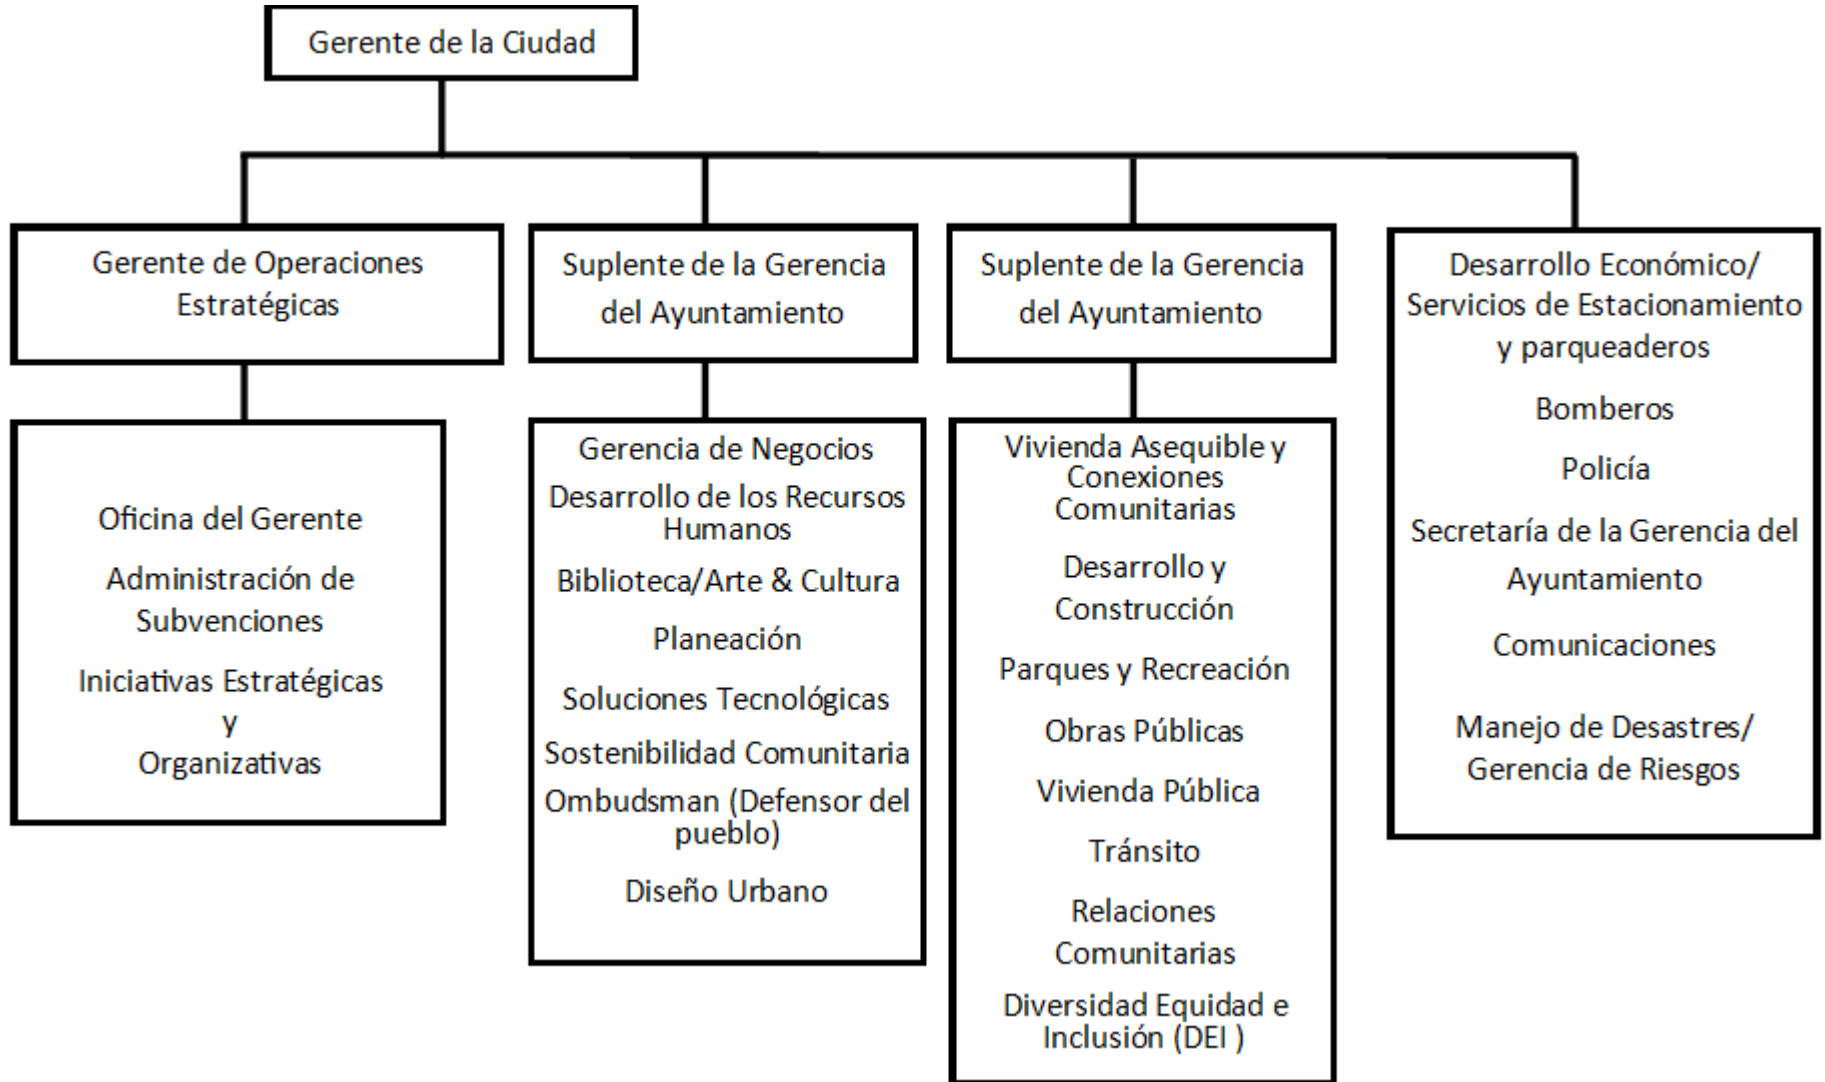 Gerente de la Ciudad
Gerente de Operaciones
Estratégicas
Suplente de la Gerencia
del Ayuntamiento
Suplente de la Gerencia
del Ayuntamiento
Desarrollo Económico/
Servicios de Estacionamiento
y parqueaderos
Bomberos
Policía
Secretaría de la Gerencia del
Ayuntamiento
Comunicaciones
Manejo de Desastres/
Gerencia de Riesgos
Oficina del Gerente
Administración de
Subvenciones
Iniciativas Estratégicas
y
Organizativas
Gerencia de Negocios
Desarrollo de los Recursos
Humanos
Biblioteca/Arte & Cultura
Planeación
Soluciones Tecnológicas
Sostenibilidad Comunitaria
Ombudsman (Defensor del
pueblo)
Diseño Urbano
Vivienda Asequible y
Conexiones
Comunitarias
Desarrollo y
Construcción
Parques y Recreación
Obras Públicas
Vivienda Pública
Tránsito
Relaciones
Comunitarias
Diversidad Equidad e
Inclusión (DEI )